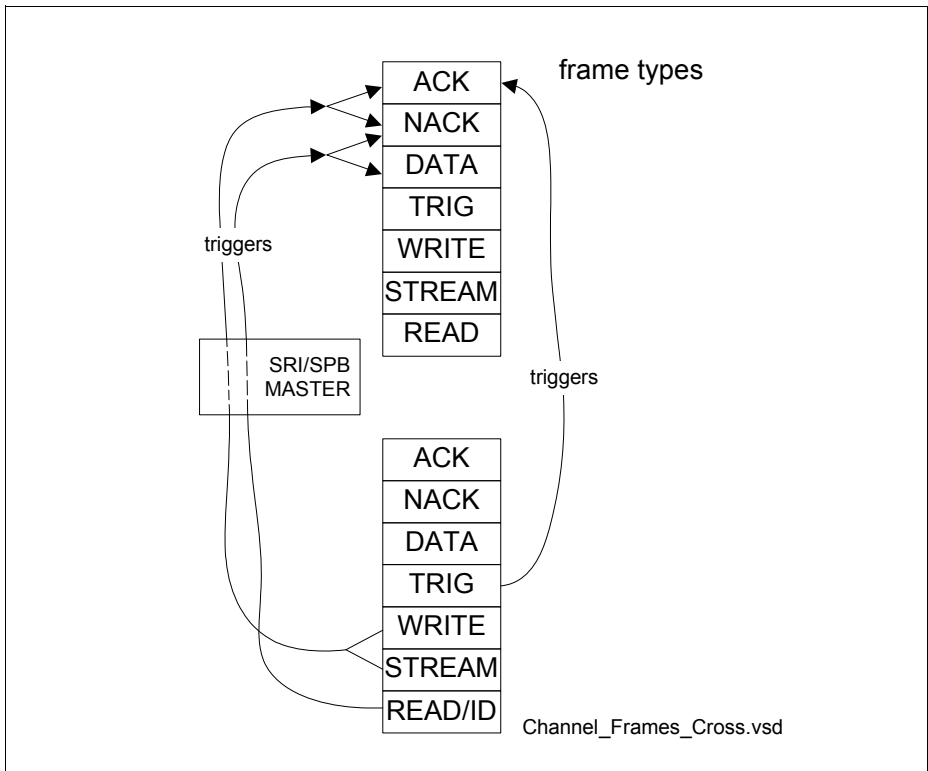 frame types
ACK
NACK
DATA
TRIG
WRITE
STREAM
READ
triggers
SRI/SPB
MASTER
triggers
ACK
NACK
DATA
TRIG
WRITE
STREAM
READ/ID
Channel_Frames_Cross.vsd